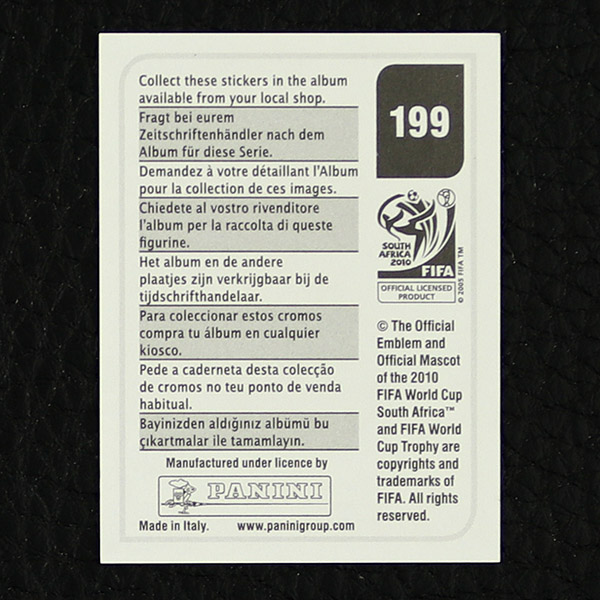 Collect these stickers in the album
available from your local shop.
Fragt bei eurem
Zeitschriftenhändler nach dem
Album für diese Serie.
Demandez à votre détaillant l'Album
pour la collection de ces images.
Chiedete al vostro rivenditore
l'album per la raccolta di queste
figurine.
Het album en de andere
plaatjes zijn verkrijgbaar bij de
tijdschrifthandelaar.
Para coleccionar estos cromos
compra tu álbum en cualquier
kiosco.
Pede a caderneta desta colecção
de cromos no teu ponto de venda
habitual.
Bayinizden aldığınız albümü bu
çıkartmalar ile tamamlayın.
Manufactured under licence by
PANINI
Made in Italy. www.paninigroup.com
199
SOUTH
AFRICA
2010
FIFA
OFFICIAL LICENSED
PRODUCT
© 2005 FIFA TM
© The Official
Emblem and
Official Mascot
of the 2010
FIFA World Cup
South Africa™
and FIFA World
Cup Trophy are
copyrights and
trademarks of
FIFA. All rights
reserved.